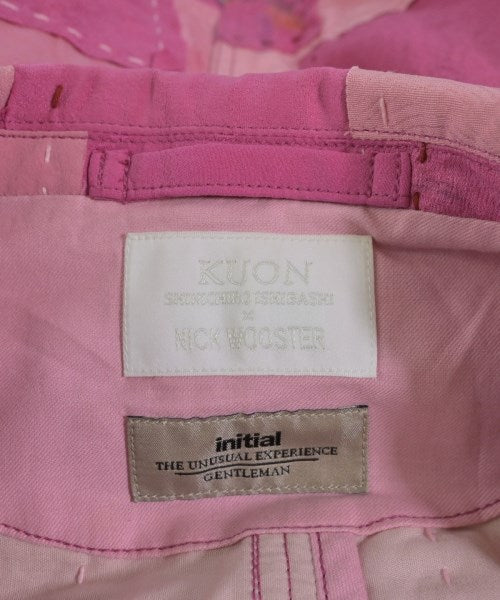 KUON
SHINICHIRO ISHIBASHI
×
NICK WOOSTER
initial
THE UNUSUAL EXPERIENCE
GENTLEMAN